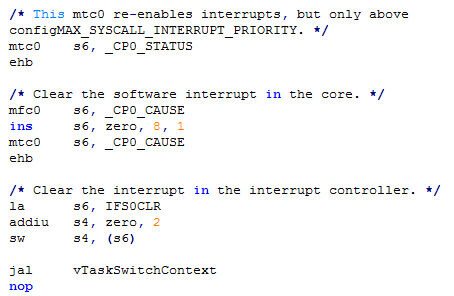 /* This mtc0 re-enables interrupts, but only above
configMAX_SYSCALL_INTERRUPT_PRIORITY. */
mtc0 s6, _CP0_STATUS
ehb
/* Clear the software interrupt in the core. */
mfc0 s6, _CP0_CAUSE
ins s6, zero, 8, 1
mtc0 s6, _CP0_CAUSE
ehb
/* Clear the interrupt in the interrupt controller. */
la s6, IFS0CLR
addiu s4, zero, 2
sw s4, (s6)
jal vTaskSwitchContext
nop